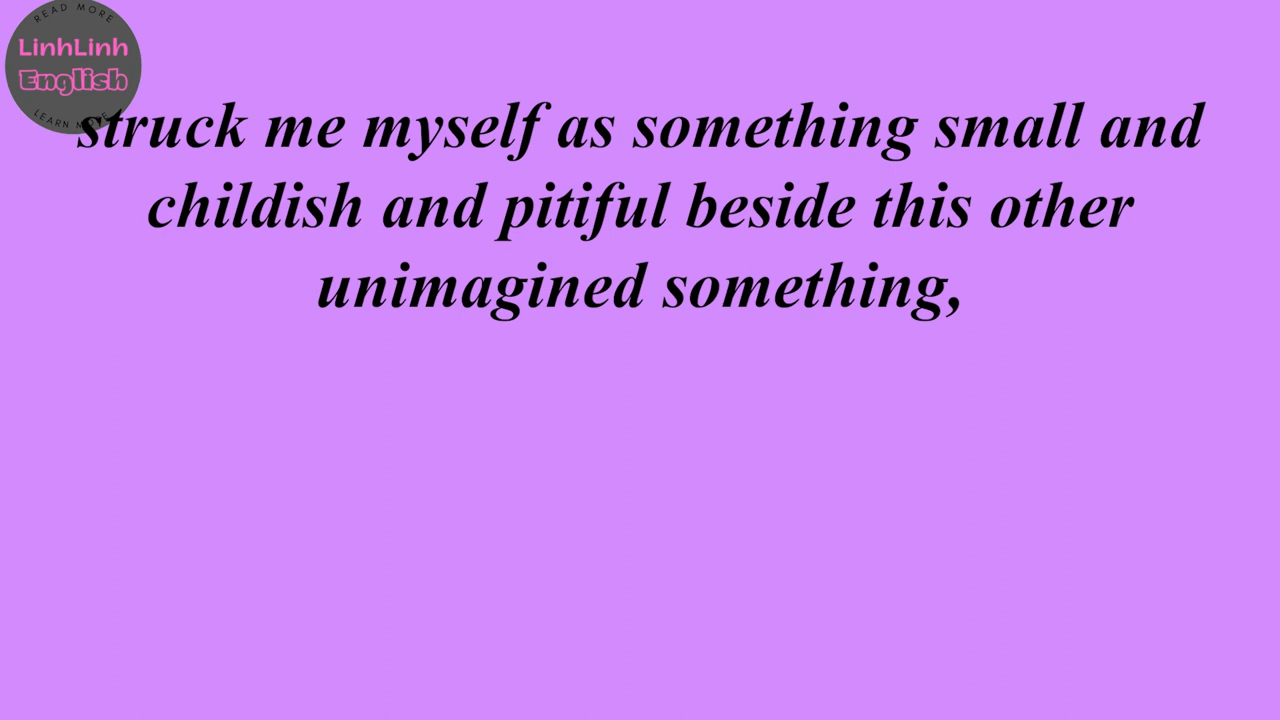 READ MORE
LinhLinh
English
LEARN MORE
struck me myself as something small and
childish and pitiful beside this other
unimagined something,